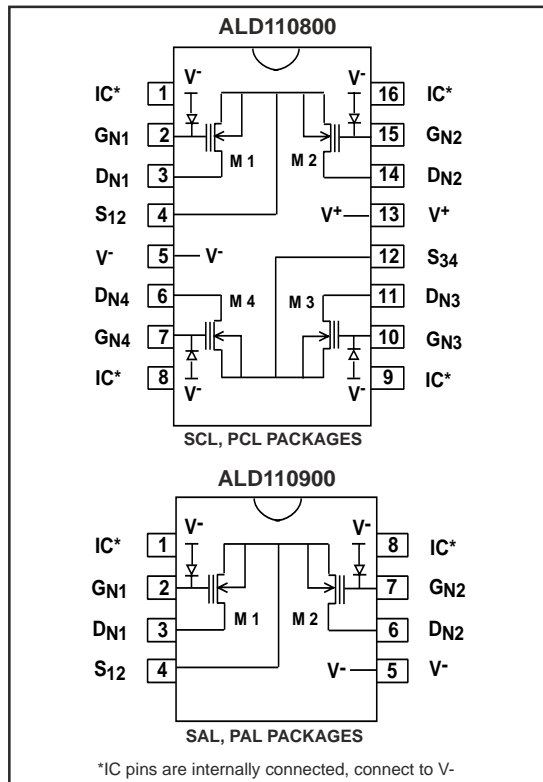 ALD110800
IC* 1 V- V- 16 IC*
GN1 2 15 GN2
DN1 3 M 1 M 2 14 DN2
S12 4 V+ 13 V+
V- 5 V- 12 S34
DN4 6 M 4 M 3 11 DN3
GN4 7 10 GN3
IC* 8 V- V- 9 IC*
SCL, PCL PACKAGES
ALD110900
IC* 1 V- V- 8 IC*
GN1 2 7 GN2
DN1 3 M 1 M 2 6 DN2
S12 4 V- 5 V-
SAL, PAL PACKAGES
*IC pins are internally connected, connect to V-